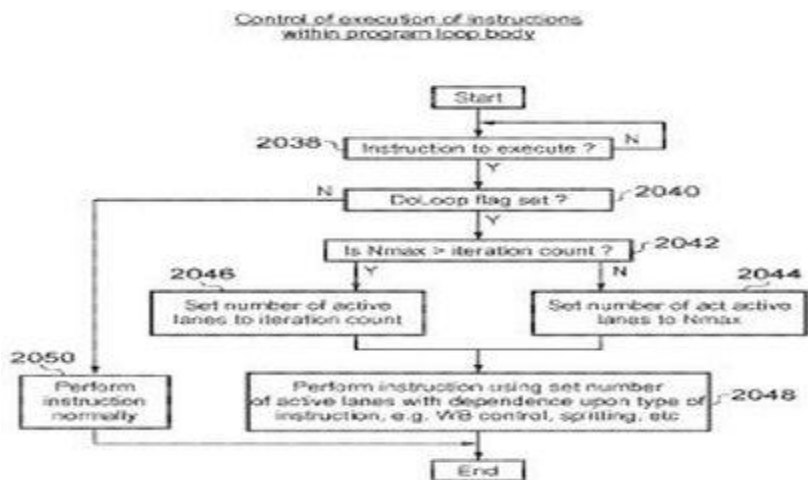 Control of execution of instructions
within program loop body
Start
2038
Instruction to execute ?
N
Y
N
DoLoop flag set ?
2040
Y
Is Nmax > iteration count ?
2042
2046
Y
N
2044
Set number of active
lanes to iteration count
Set number of act active
lanes to Nmax
2050
Perform
instruction
normally
Perform instruction using set number
of active lanes with dependence upon type of
instruction, e.g. WB control, splitting, etc
2048
End